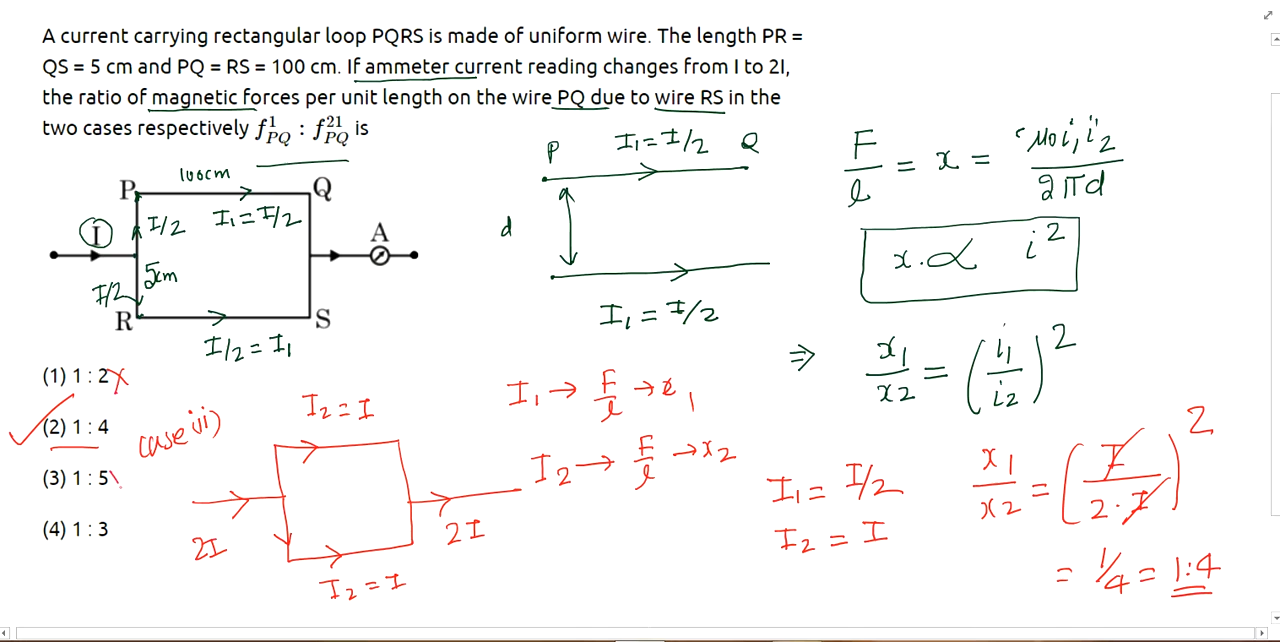 A current carrying rectangular loop PQRS is made of uniform wire. The length PR =
QS = 5 cm and PQ = RS = 100 cm. If ammeter current reading changes from I to 2I,
the ratio of magnetic forces per unit length on the wire PQ due to wire RS in the
two cases respectively f^1_PQ : f^21_PQ is
100cm
P
Q
I
I/2
I₁ = I/2
A
5cm
I/2
R
S
I/2 = I₁
P
I₁ = I/2
Q
d
I₁ = I/2
F/l = x = μ₀ i₁ i₂ / 2πd
x ∝ i²
⇒ x₁/x₂ = (i₁/i₂)²
(1) 1 : 2
(2) 1 : 4
(3) 1 : 5
(4) 1 : 3
case ii)
I₂ = I
2I
2I
I₂ = I
I₁ → F/l → x₁
I₂ → F/l → x₂
I₁ = I/2
I₂ = I
x₁/x₂ = (I/2·I)²
= 1/4 = 1:4